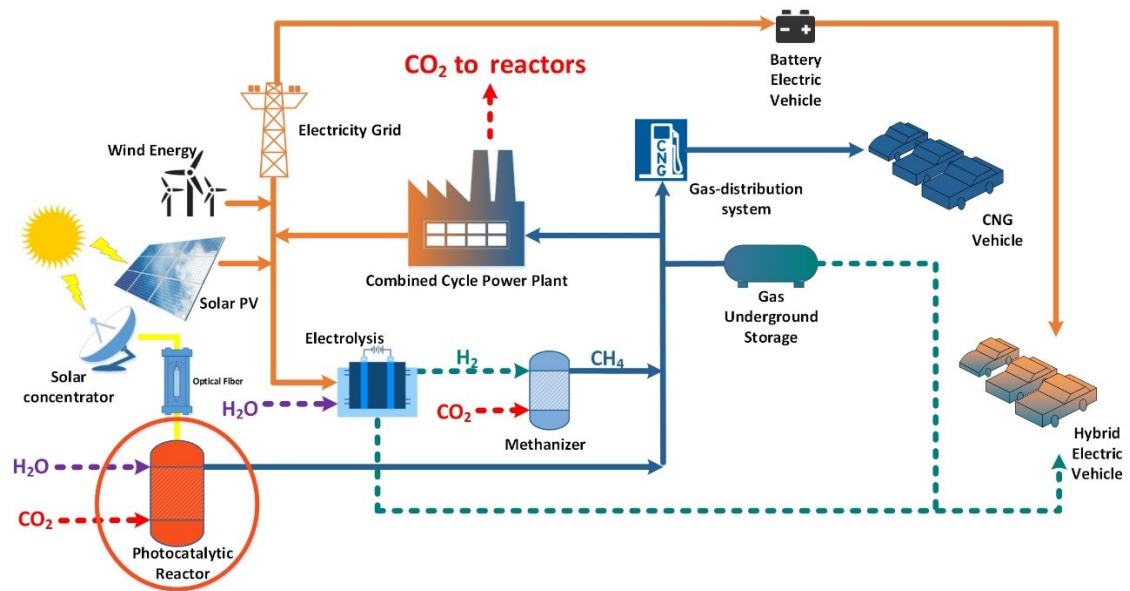 CO2 to reactors
Battery
Electric
Vehicle
Electricity Grid
Wind Energy
CNG
Gas-distribution
system
CNG
Vehicle
Solar PV
Combined Cycle Power Plant
Gas
Underground
Storage
Electrolysis
H2
CH4
Solar
concentrator
Optical Fiber
H2O
CO2
Methanizer
Hybrid
Electric
Vehicle
H2O
CO2
Photocatalytic
Reactor